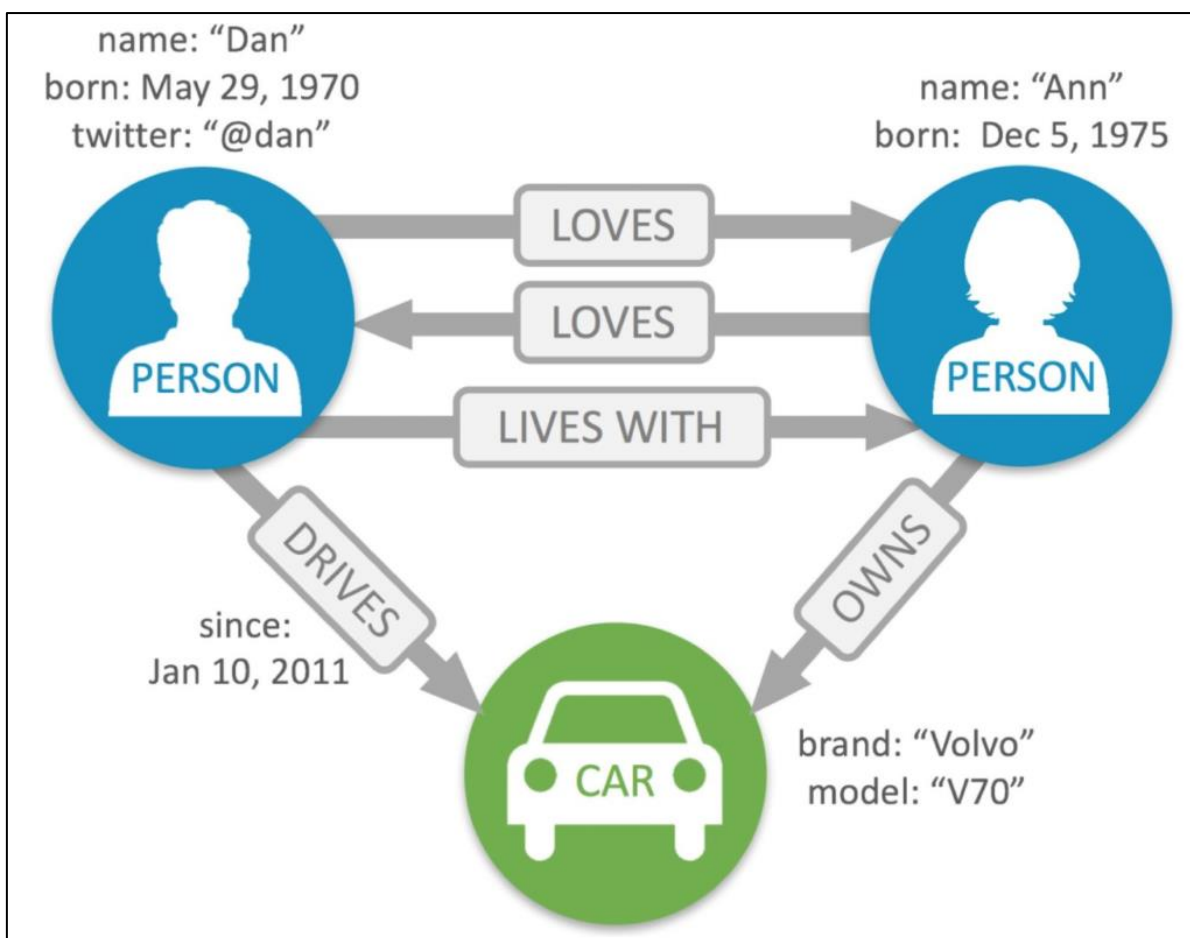 name: “Dan”
born: May 29, 1970
twitter: “@dan”
name: “Ann”
born:  Dec 5, 1975
LOVES
LOVES
PERSON
PERSON
LIVES WITH
DRIVES
OWNS
since:
Jan 10, 2011
CAR
brand: “Volvo”
model: “V70”